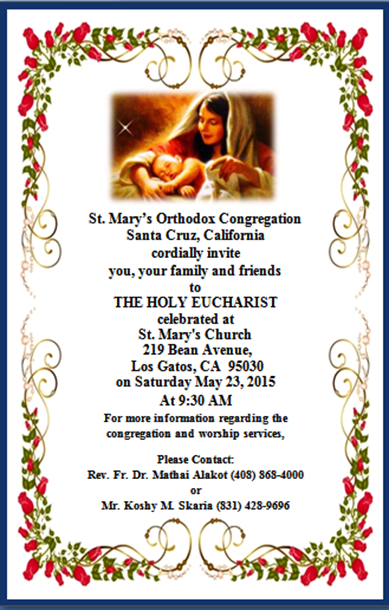 St. Mary’s Orthodox Congregation
Santa Cruz, California
cordially invite
you, your family and friends
to
THE HOLY EUCHARIST
celebrated at
St. Mary's Church
219 Bean Avenue,
Los Gatos, CA 95030
on Saturday May 23, 2015
At 9:30 AM
For more information regarding the
congregation and worship services,
Please Contact:
Rev. Fr. Dr. Mathai Alakot (408) 868-4000
or
Mr. Koshy M. Skaria (831) 428-9696